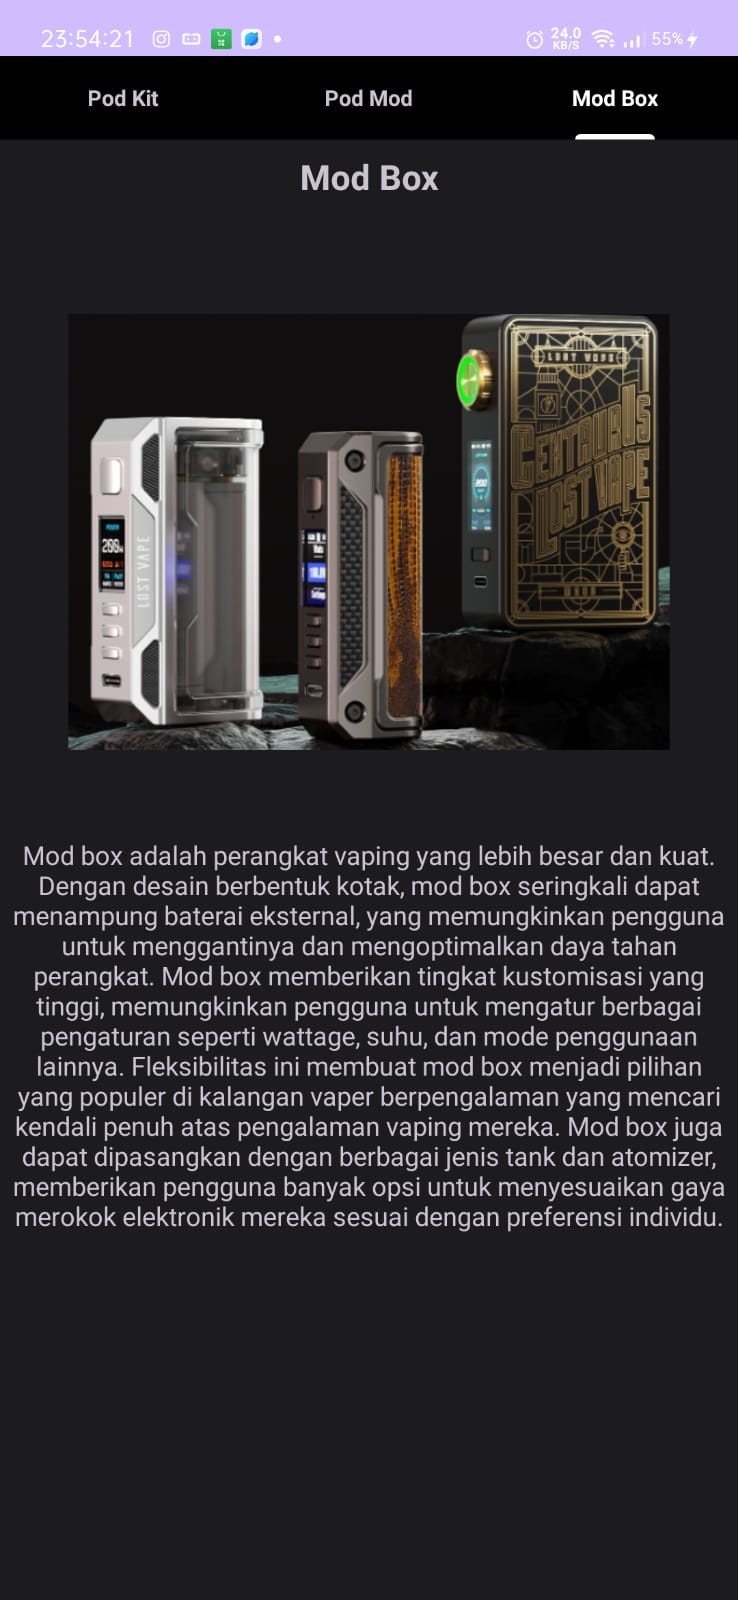 23:54:21
24.0
KB/S
55%
Pod Kit
Pod Mod
Mod Box
Mod Box
LOST VAPE
CENTAURUS
LOST VAPE
200
LOST VAPE
Mod box adalah perangkat vaping yang lebih besar dan kuat.
Dengan desain berbentuk kotak, mod box seringkali dapat
menampung baterai eksternal, yang memungkinkan pengguna
untuk menggantinya dan mengoptimalkan daya tahan
perangkat. Mod box memberikan tingkat kustomisasi yang
tinggi, memungkinkan pengguna untuk mengatur berbagai
pengaturan seperti wattage, suhu, dan mode penggunaan
lainnya. Fleksibilitas ini membuat mod box menjadi pilihan
yang populer di kalangan vaper berpengalaman yang mencari
kendali penuh atas pengalaman vaping mereka. Mod box juga
dapat dipasangkan dengan berbagai jenis tank dan atomizer,
memberikan pengguna banyak opsi untuk menyesuaikan gaya
merokok elektronik mereka sesuai dengan preferensi individu.